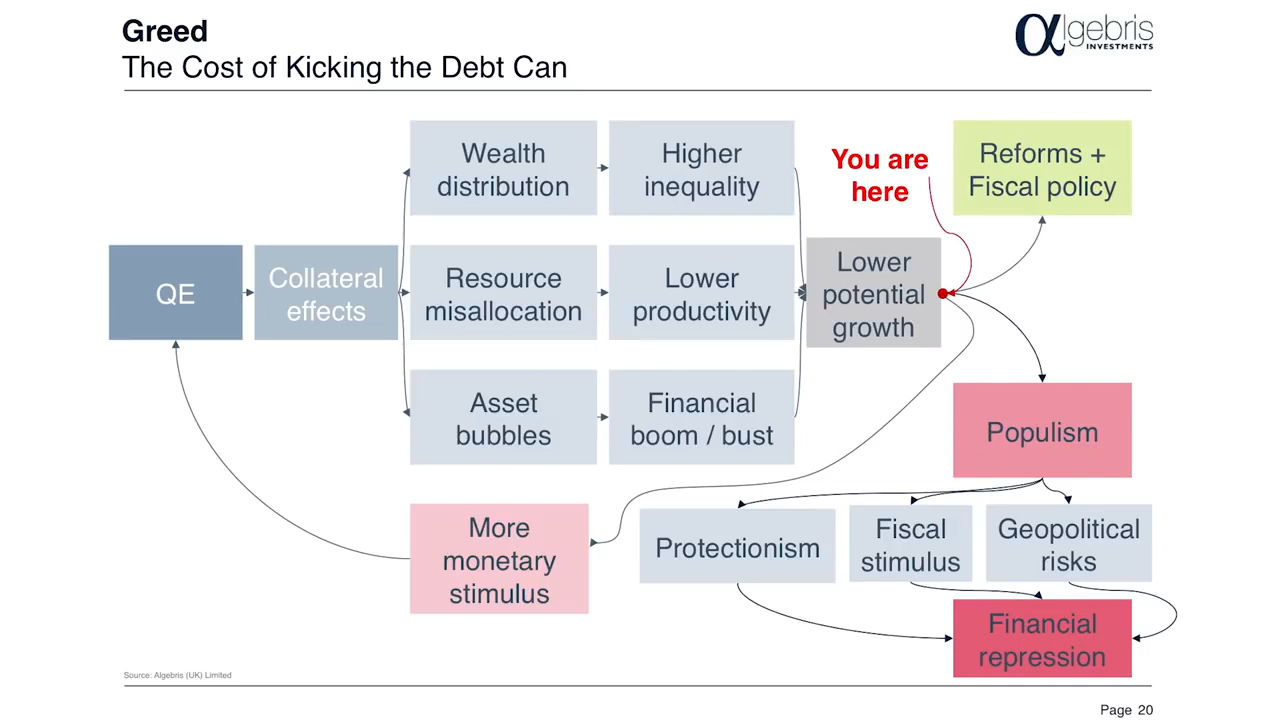 Greed
The Cost of Kicking the Debt Can
αlgebris
INVESTMENTS
Wealth
distribution
Higher
inequality
You are
here
Reforms +
Fiscal policy
QE
Collateral
effects
Resource
misallocation
Lower
productivity
Lower
potential
growth
Asset
bubbles
Financial
boom / bust
Populism
More
monetary
stimulus
Protectionism
Fiscal
stimulus
Geopolitical
risks
Financial
repression
Source: Algebris (UK) Limited
Page 20